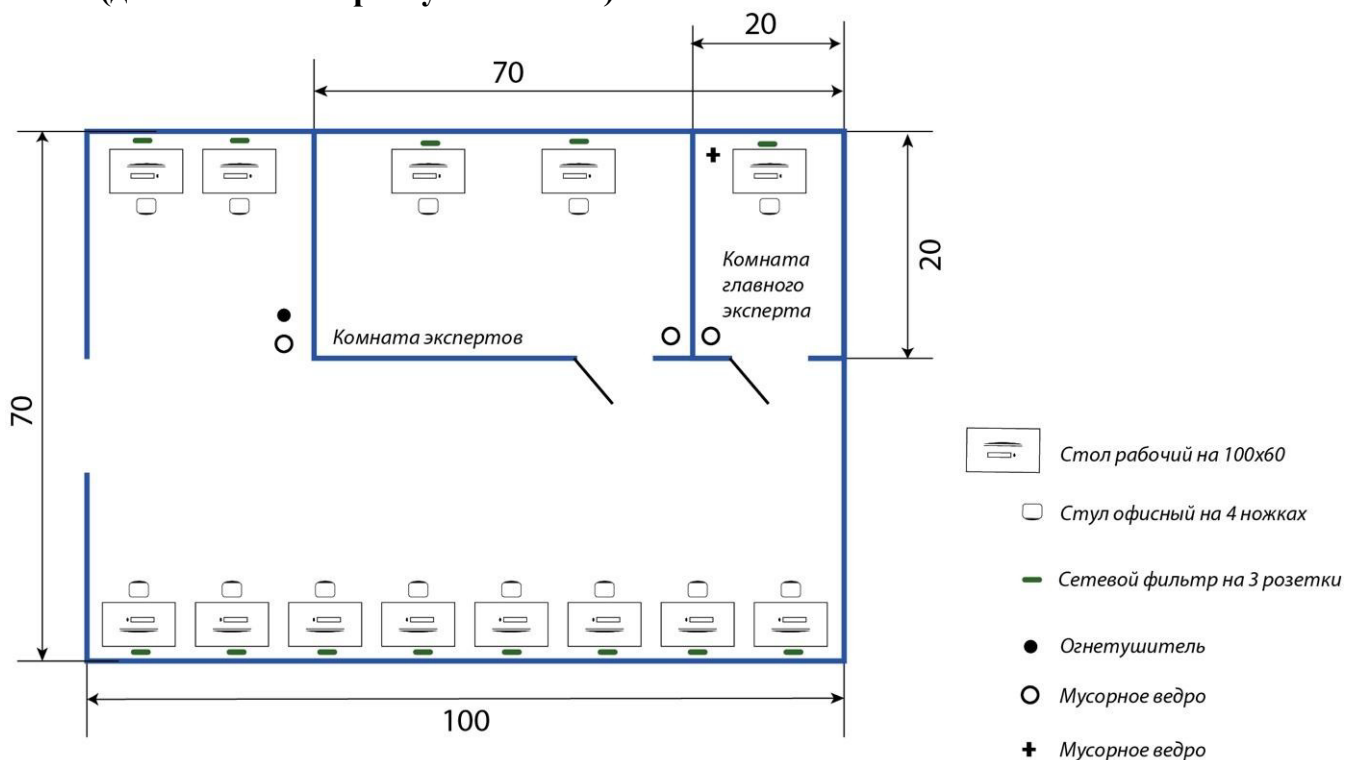 20
70
20
Комната
главного
эксперта
Комната экспертов
70
100
Стол рабочий на 100x60
Стул офисный на 4 ножках
Сетевой фильтр на 3 розетки
Огнетушитель
Мусорное ведро
Мусорное ведро